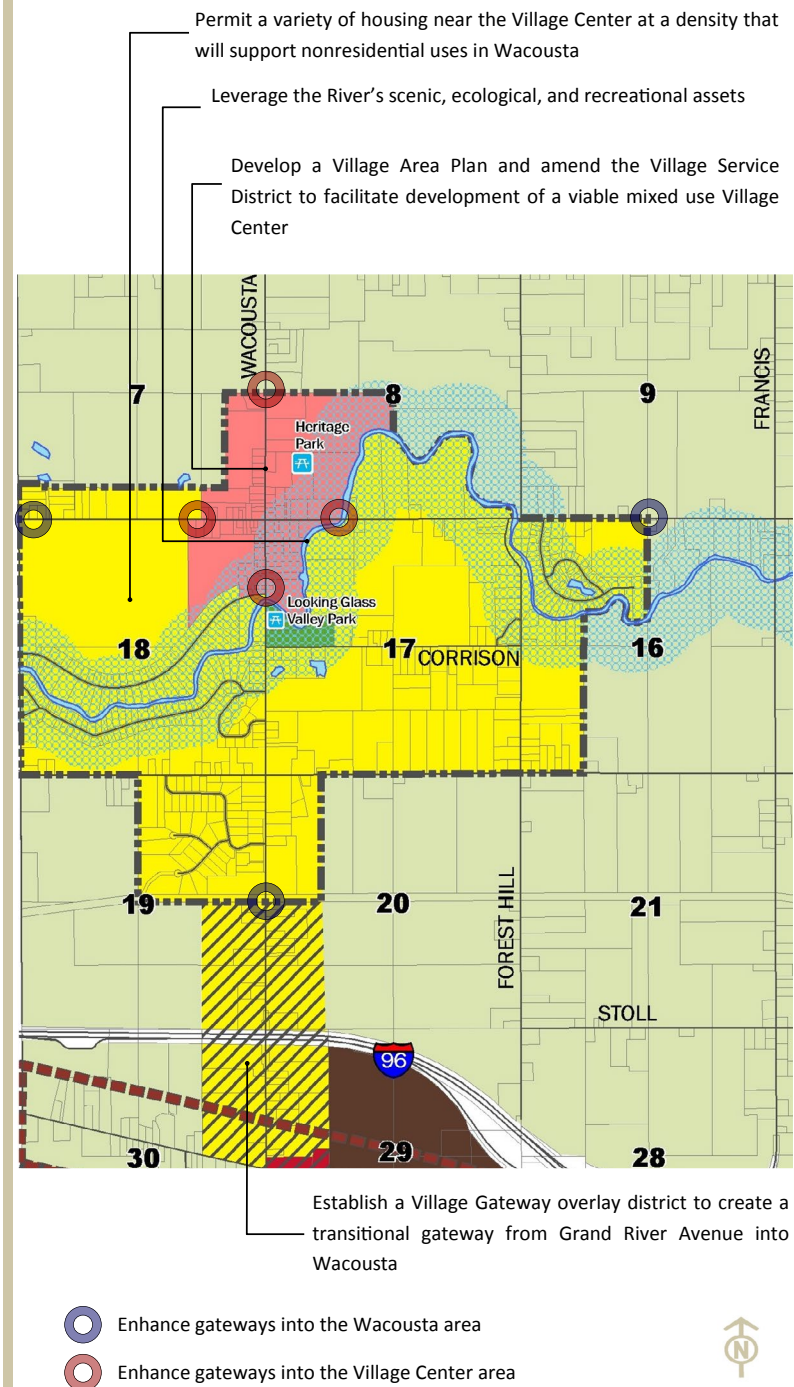 Permit a variety of housing near the Village Center at a density that
will support nonresidential uses in Wacousta
Leverage the River's scenic, ecological, and recreational assets
Develop a Village Area Plan and amend the Village Service
District to facilitate development of a viable mixed use Village
Center
WACOUSTA
FRANCIS
7
8
9
Heritage
Park
Looking Glass
Valley Park
18
17
CORRISON
16
19
20
FOREST HILL
21
STOLL
96
30
29
28
Establish a Village Gateway overlay district to create a
transitional gateway from Grand River Avenue into
Wacousta
Enhance gateways into the Wacousta area
Enhance gateways into the Village Center area
N